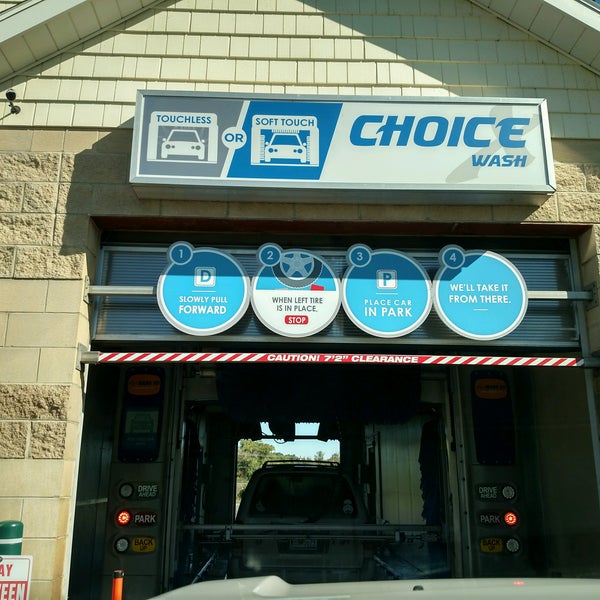 TOUCHLESS
OR
SOFT TOUCH
CHOICE
WASH
1
D
SLOWLY PULL
FORWARD
2
WHEN LEFT TIRE
IS IN PLACE.
STOP
3
P
PLACE CAR
IN PARK
4
WE'LL TAKE IT
FROM THERE.
CAUTION! 7'2" CLEARANCE
DRIVE
AHEAD
PARK
BACK
UP
DRIVE
AHEAD
PARK
BACK
UP